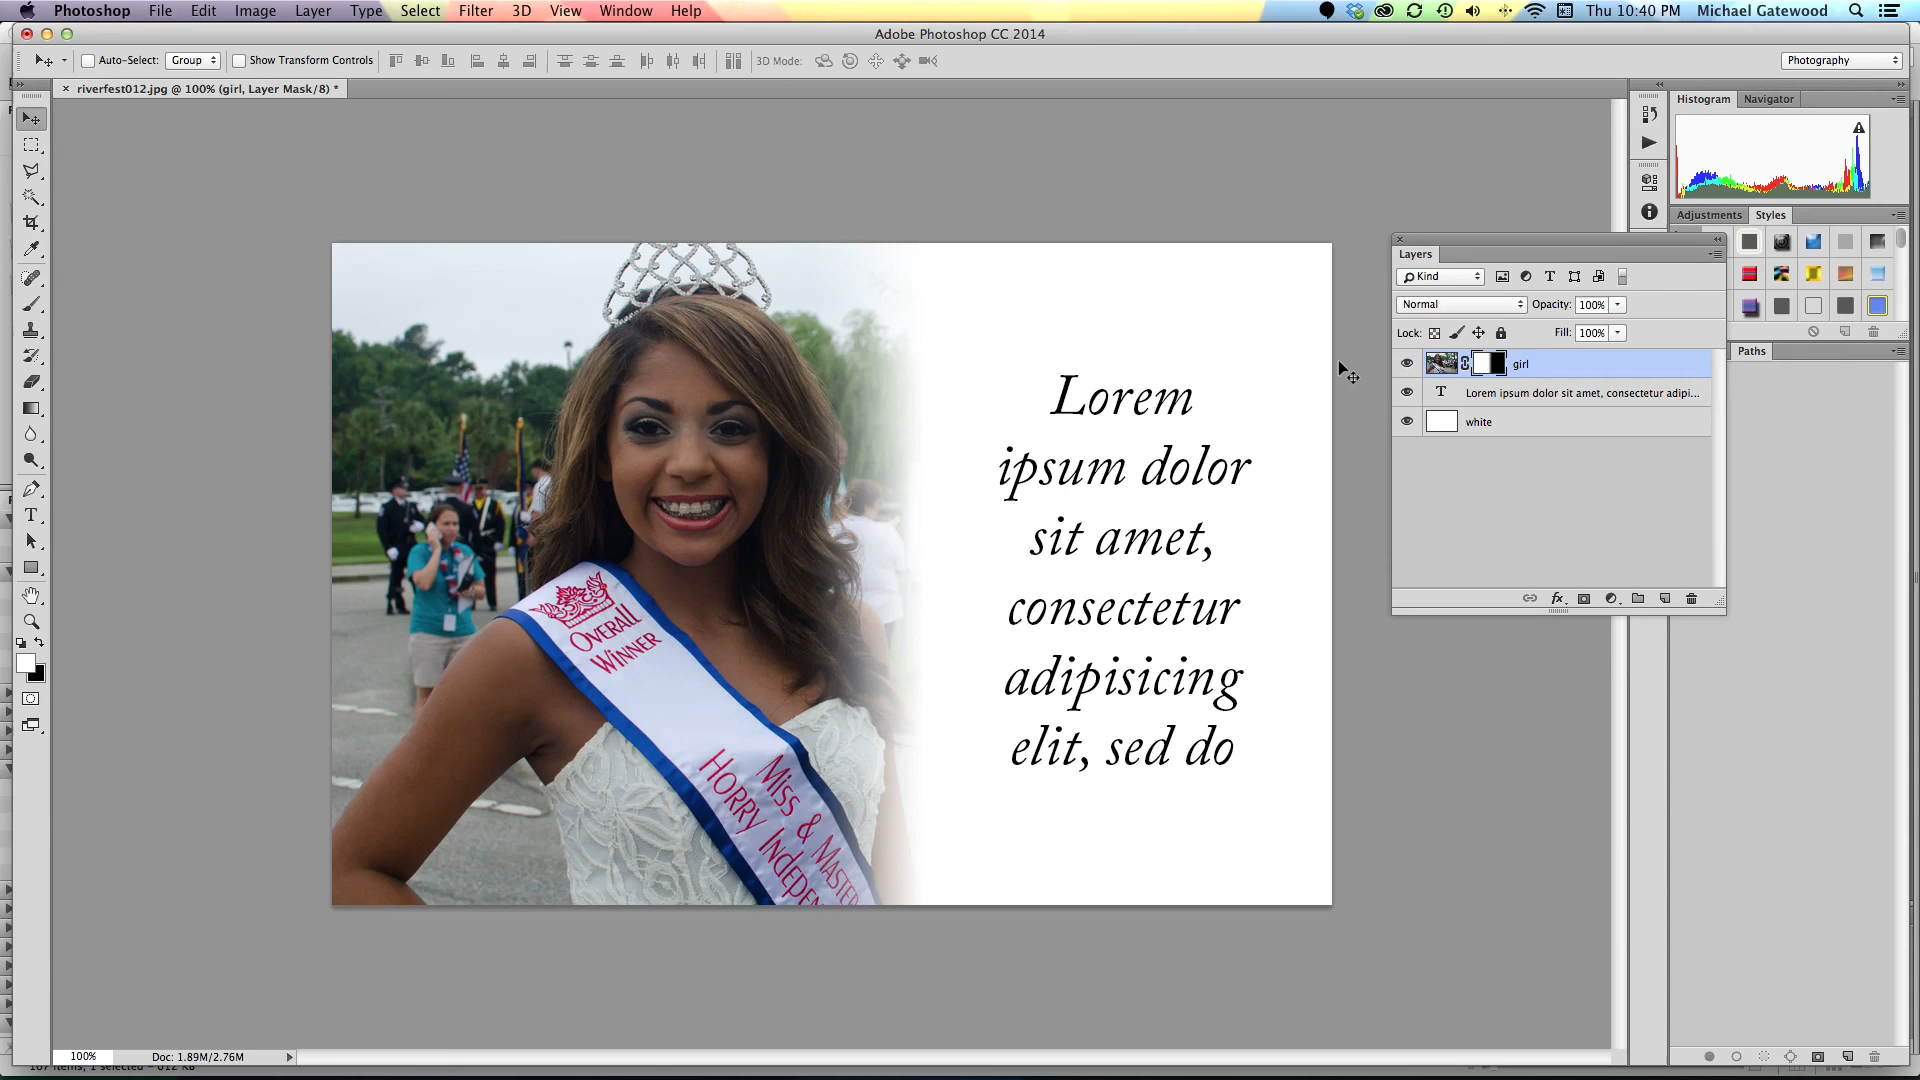 Photoshop File Edit Image Layer Type Select Filter 3D View Window Help Thu 10:40 PM Michael Gatewood
Adobe Photoshop CC 2014
Auto-Select: Group Show Transform Controls 3D Mode: Photography
× riverfest012.jpg @ 100% (girl, Layer Mask/8) *
Histogram Navigator
Adjustments Styles
Layers
Kind
Normal Opacity: 100%
Lock: Fill: 100%
Paths
girl
Lorem ipsum dolor sit amet, consectetur adipi...
white
Lorem
ipsum dolor
sit amet,
consectetur
adipisicing
elit, sed do
OVERALL
WINNER
Miss & MASTER
HORRY INdEPEN
100% Doc: 1.89M/2.76M